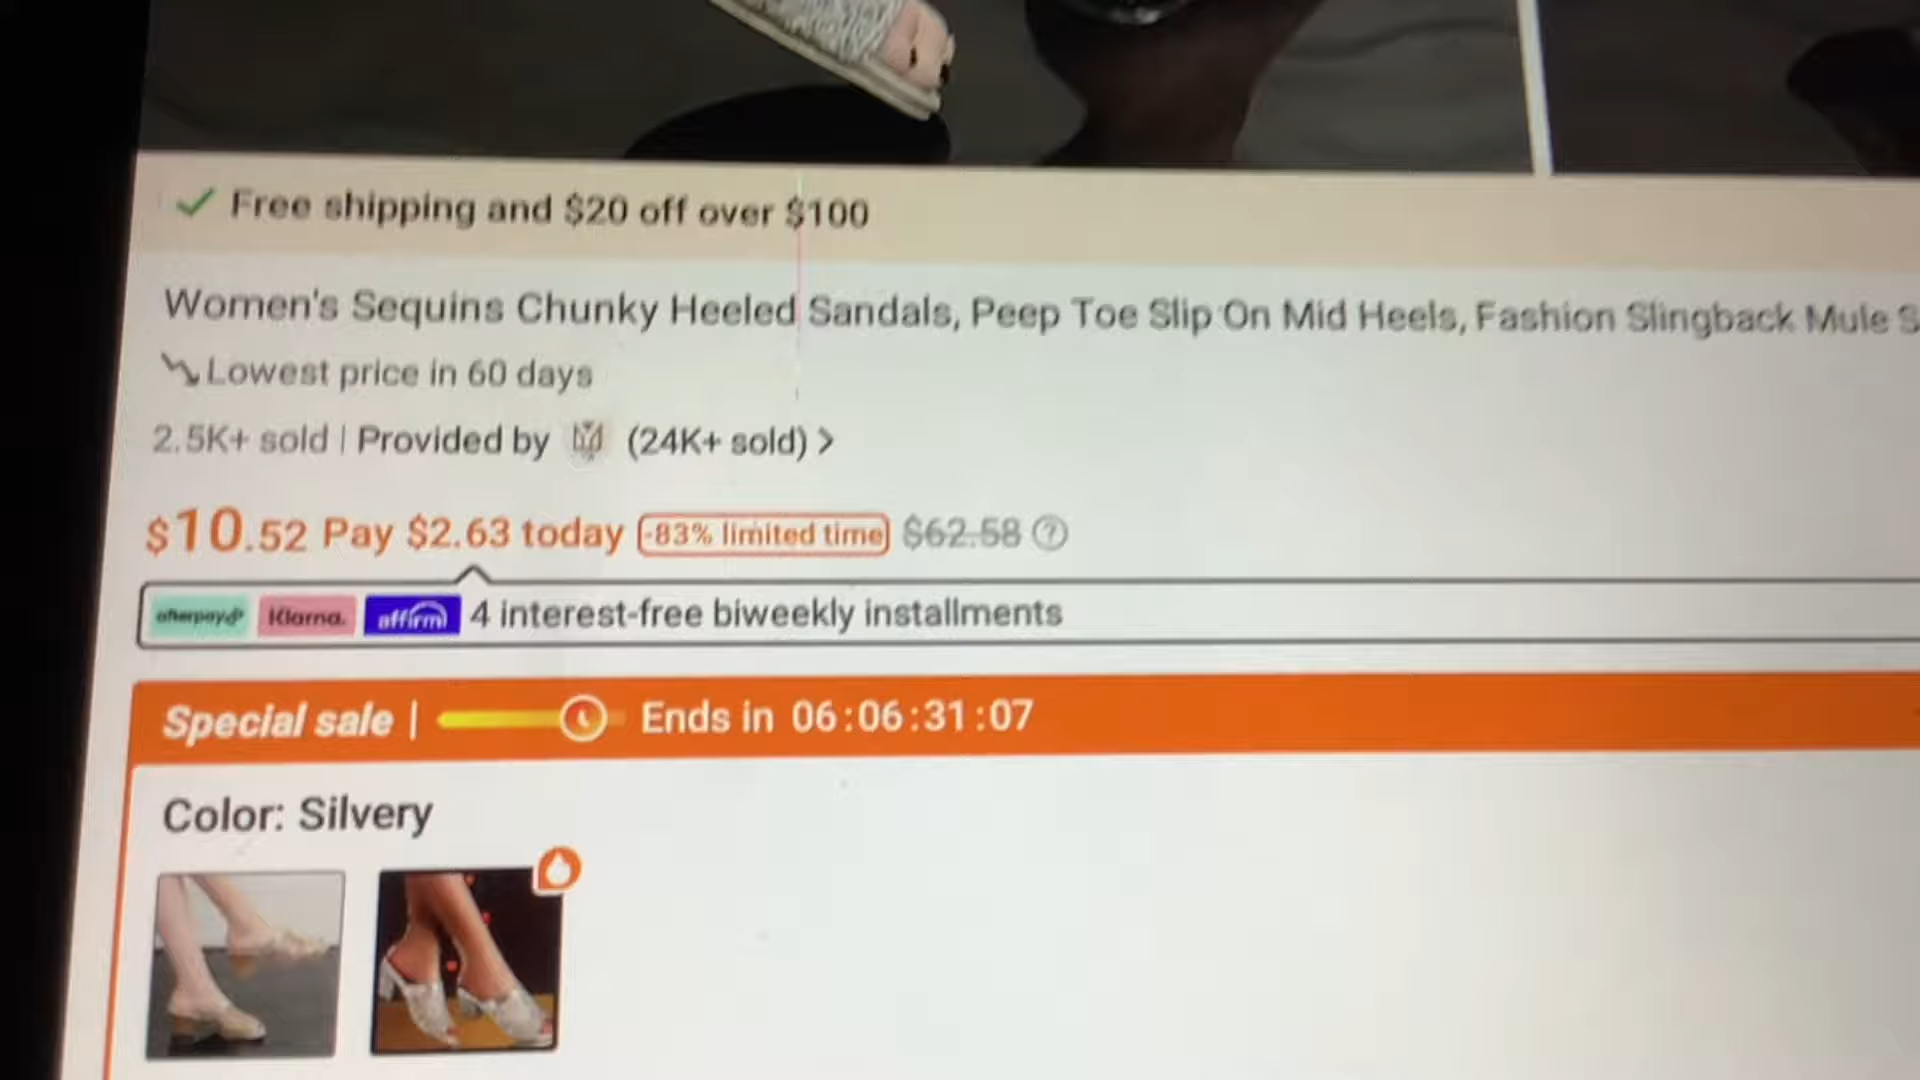 Free shipping and $20 off over $100
Women's Sequins Chunky Heeled Sandals, Peep Toe Slip On Mid Heels, Fashion Slingback Mule S
Lowest price in 60 days
2.5K+ sold | Provided by (24K+ sold) >
$10.52 Pay $2.63 today -83% limited time $62.58 ?
afterpay Klarna. affirm 4 interest-free biweekly installments
Special sale | Ends in 06:06:31:07
Color: Silvery